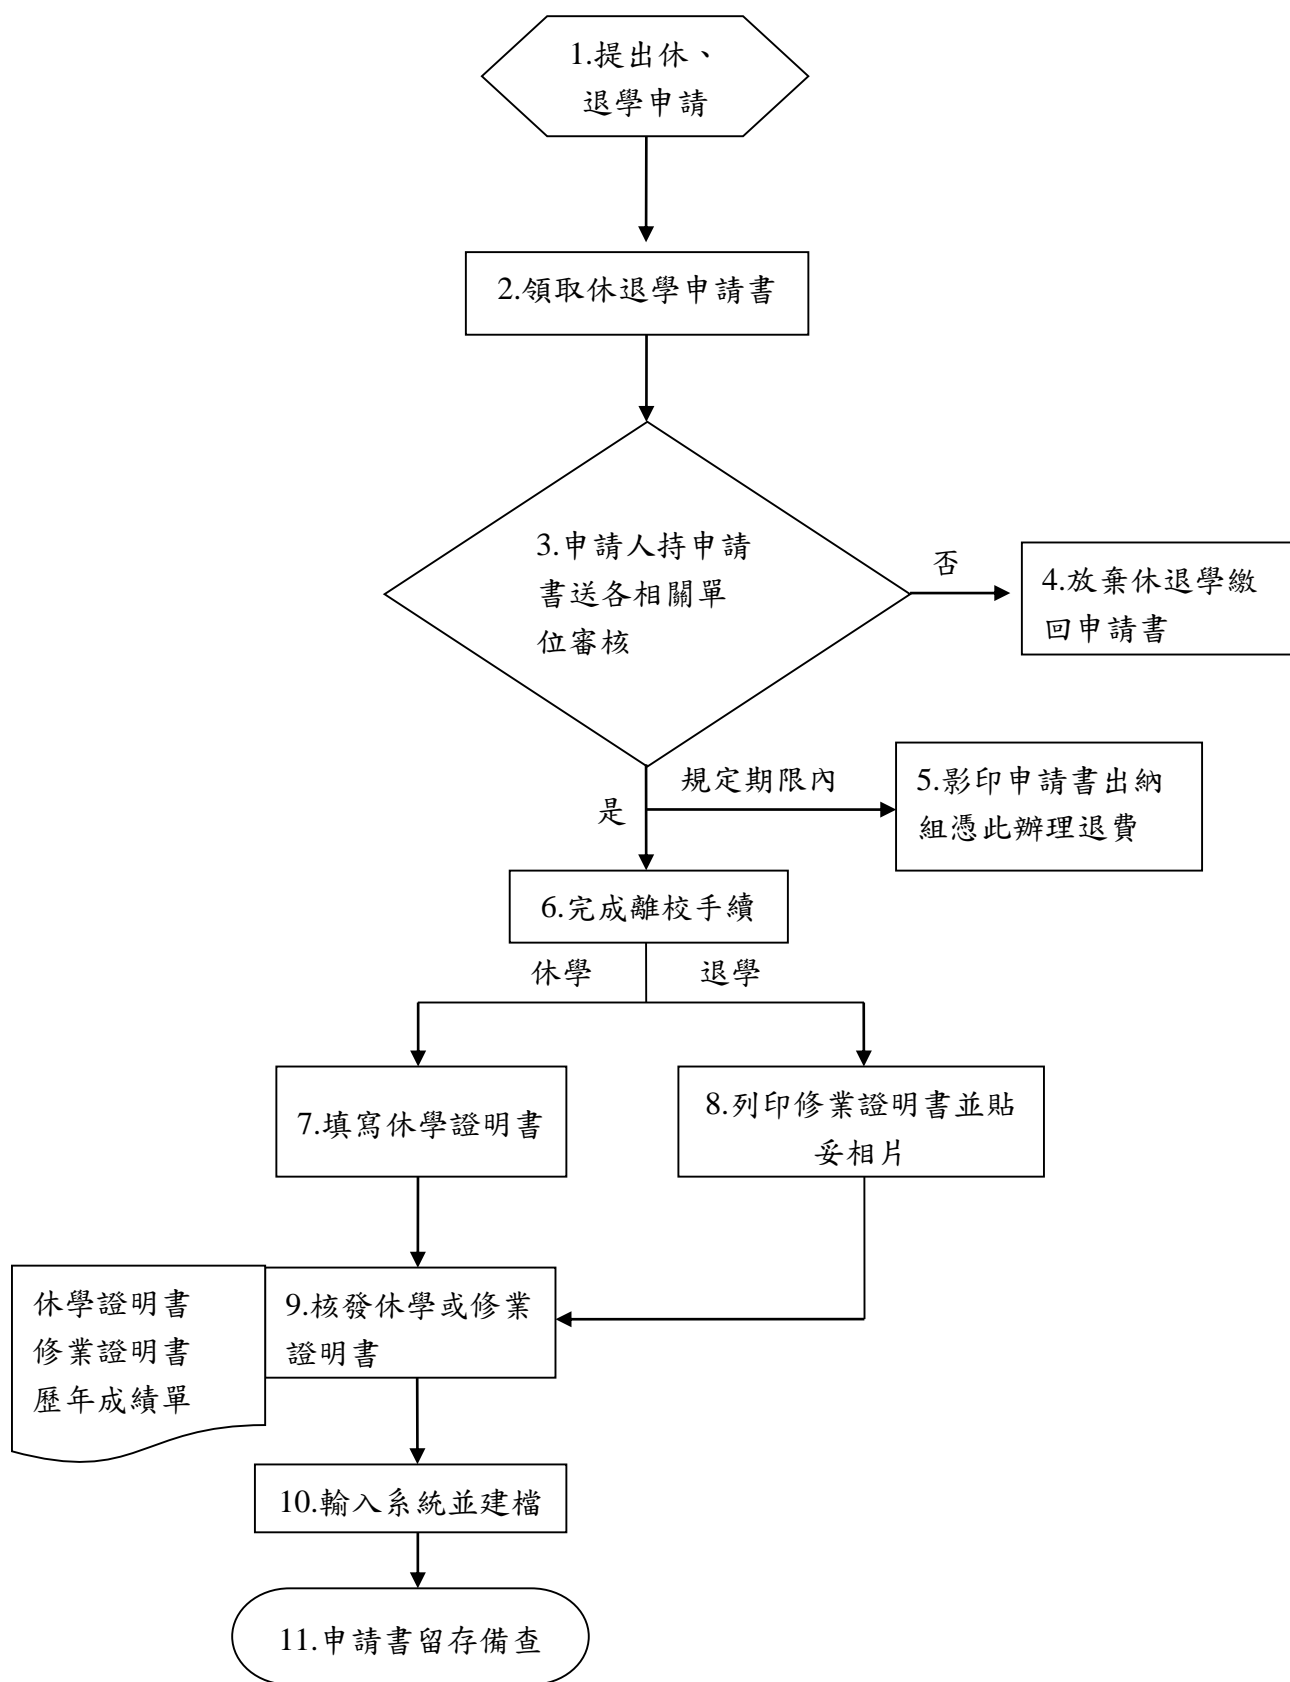 1.提出休、
退學申請
2.領取休退學申請書
3.申請人持申請
書送各相關單
位審核
否
4.放棄休退學繳
回申請書
規定期限內
是
5.影印申請書出納
組憑此辦理退費
6.完成離校手續
休學
退學
7.填寫休學證明書
8.列印修業證明書並貼
妥相片
休學證明書
修業證明書
歷年成績單
9.核發休學或修業
證明書
10.輸入系統並建檔
11.申請書留存備查